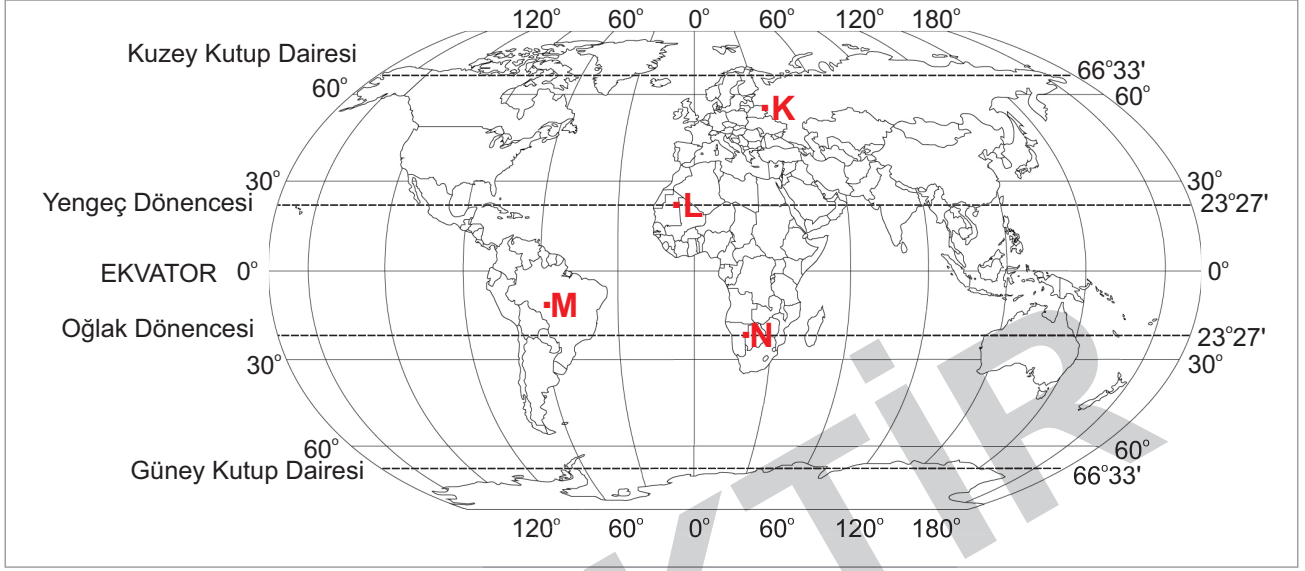 120° 60° 0° 60° 120° 180°
Kuzey Kutup Dairesi 66°33'
60° 60°
K
30° 30°
Yengeç Dönencesi L 23°27'
EKVATOR 0° 0°
M
Oğlak Dönencesi N 23°27'
30° 30°
60° 60°
Güney Kutup Dairesi 66°33'
120° 60° 0° 60° 120° 180°
KTİR